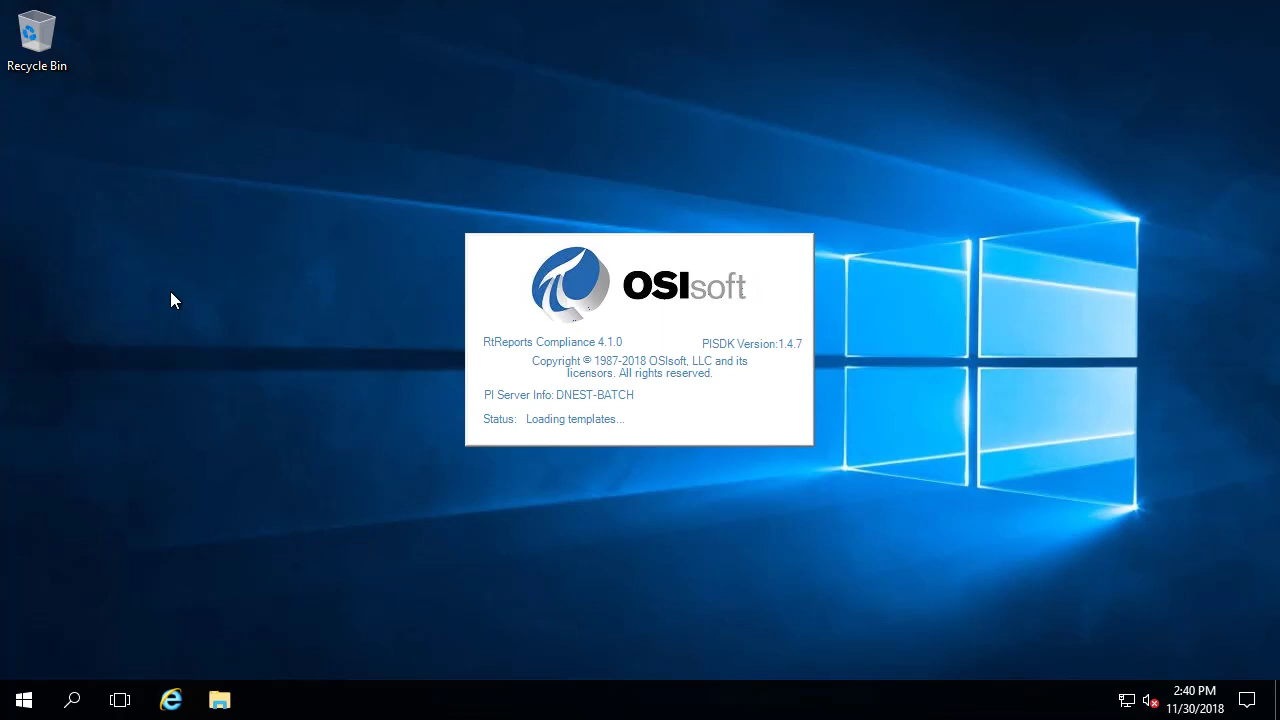 Recycle Bin
OSIsoft
RtReports Compliance 4.1.0
PISDK Version:1.4.7
Copyright © 1987-2018 OSIsoft, LLC and its
licensors. All rights reserved.
PI Server Info: DNEST-BATCH
Status: Loading templates...
2:40 PM
11/30/2018